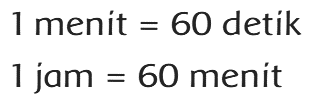 1 menit = 60 detik
1 jam = 60 menit